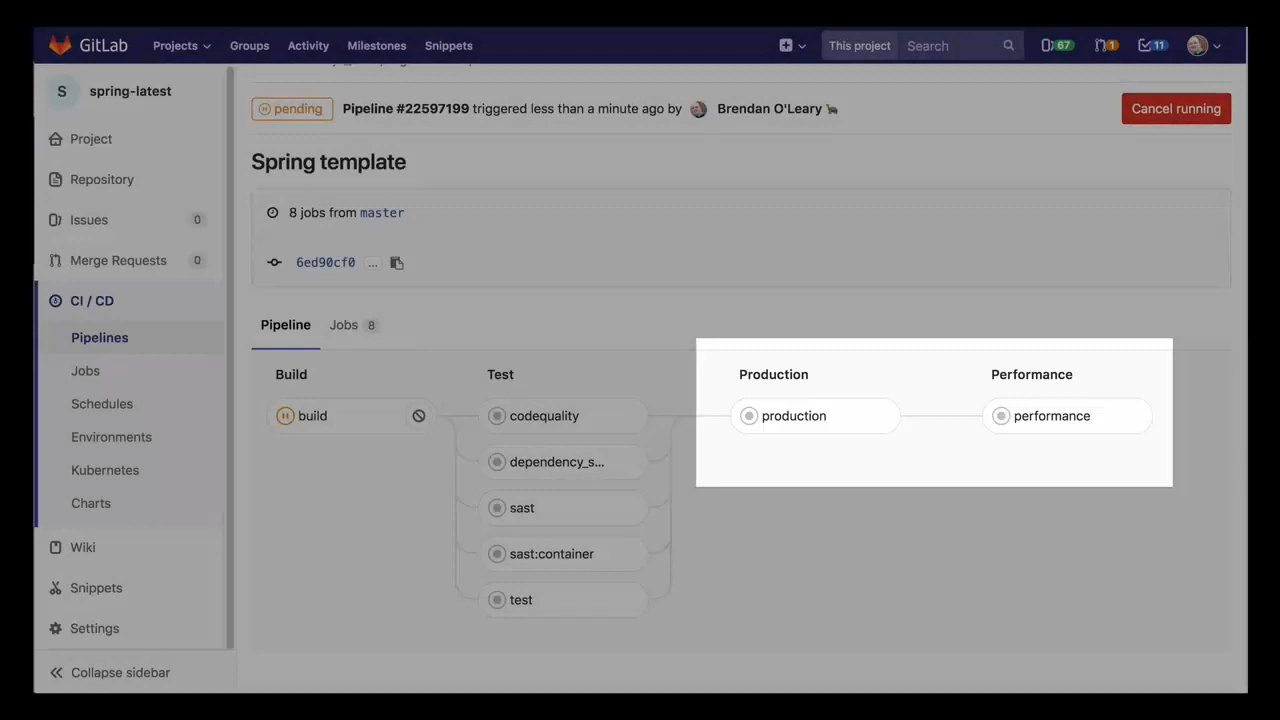 GitLab Projects Groups Activity Milestones Snippets This project Search 67 1 11
S spring-latest
Project
Repository
Issues 0
Merge Requests 0
CI / CD
Pipelines
Jobs
Schedules
Environments
Kubernetes
Charts
Wiki
Snippets
Settings
Collapse sidebar
pending Pipeline #22597199 triggered less than a minute ago by Brendan O'Leary Cancel running
Spring template
8 jobs from master
6ed90cf0 ...
Pipeline Jobs 8
Build Test Production Performance
build codequality production performance
dependency_s...
sast
sast:container
test